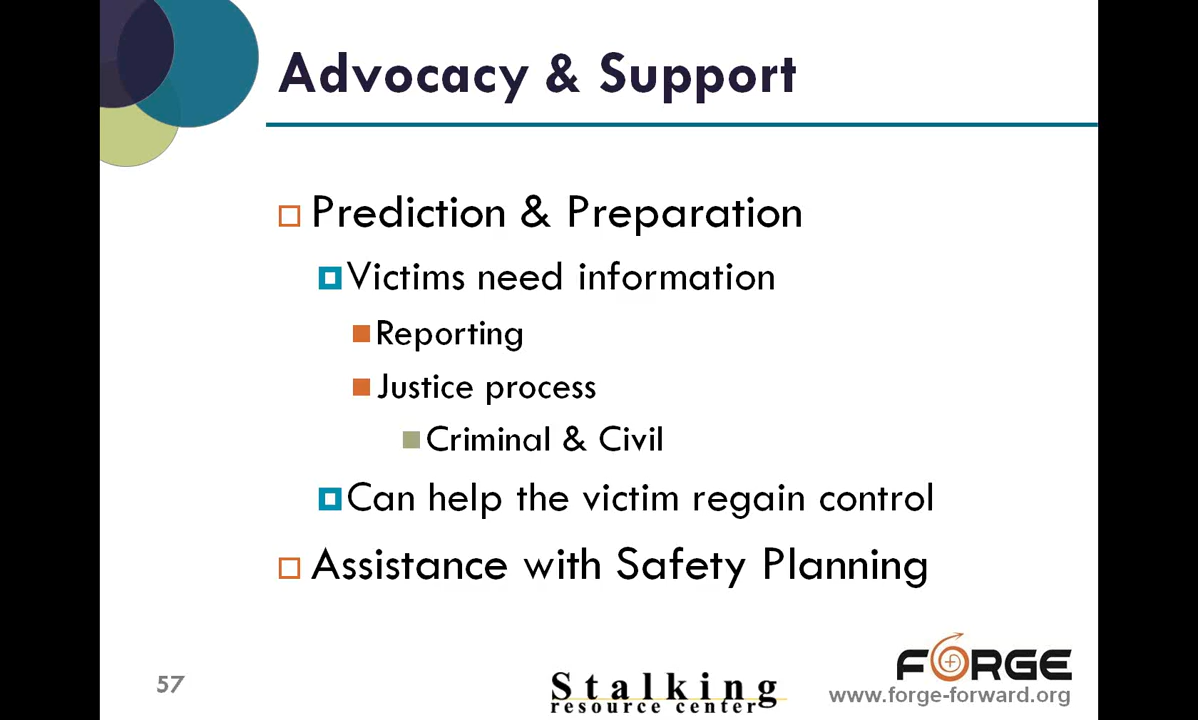 Advocacy & Support
Prediction & Preparation
Victims need information
Reporting
Justice process
Criminal & Civil
Can help the victim regain control
Assistance with Safety Planning
57
Stalking
resource center
FORGE
www.forge-forward.org